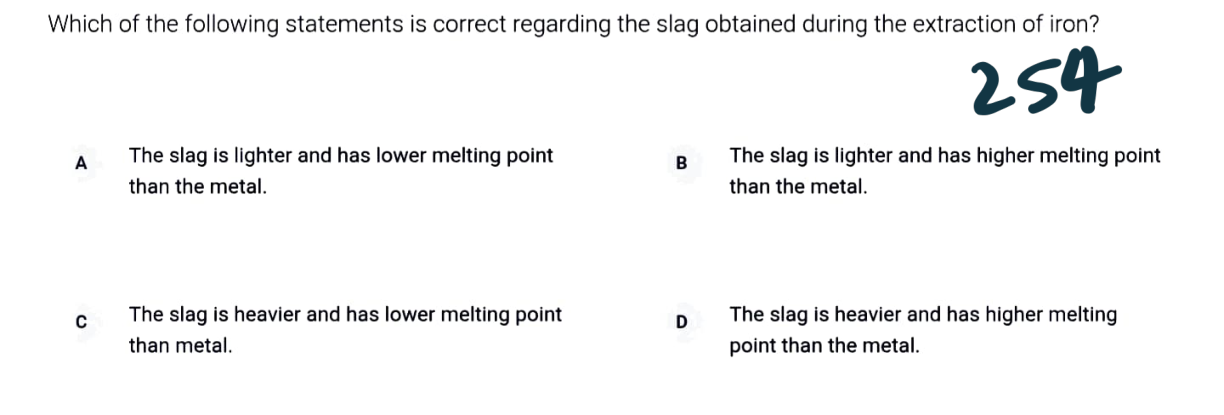 Which of the following statements is correct regarding the slag obtained during the extraction of iron?
254
A The slag is lighter and has lower melting point
than the metal.
B The slag is lighter and has higher melting point
than the metal.
C The slag is heavier and has lower melting point
than metal.
D The slag is heavier and has higher melting
point than the metal.